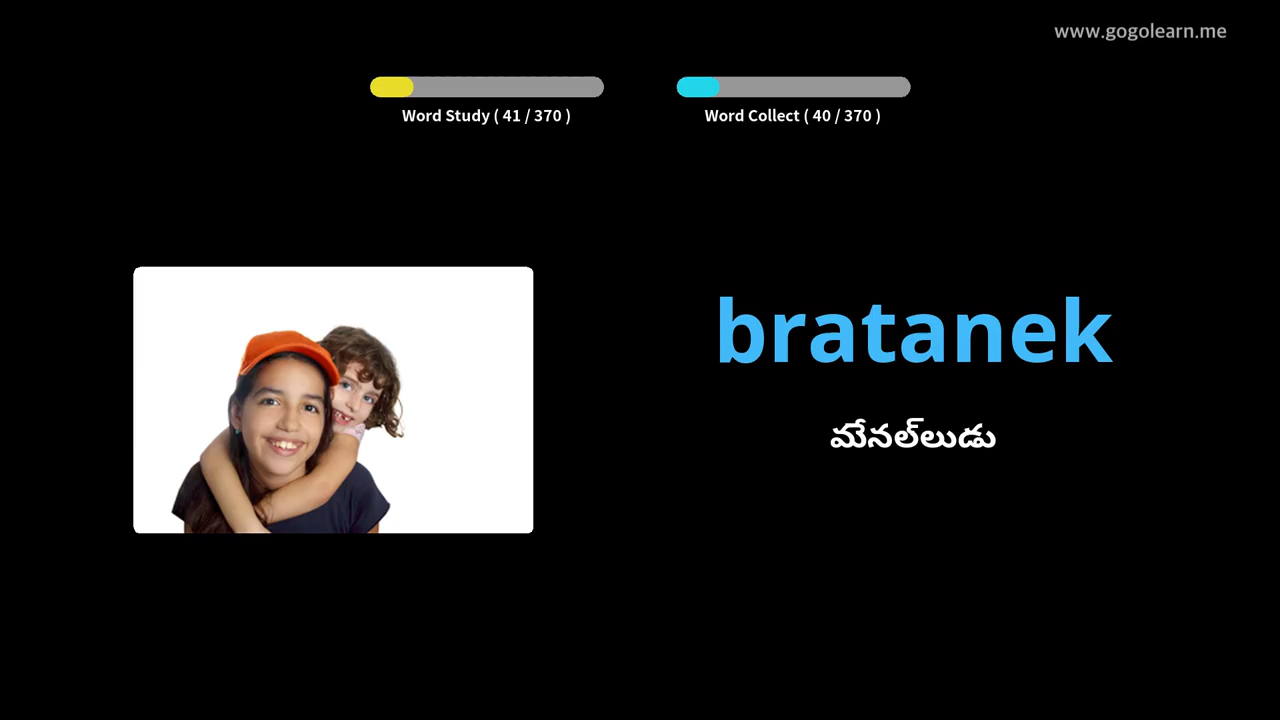 www.gogolearn.me
Word Study ( 41 / 370 )
Word Collect ( 40 / 370 )
bratanek
మేనల్లుడు